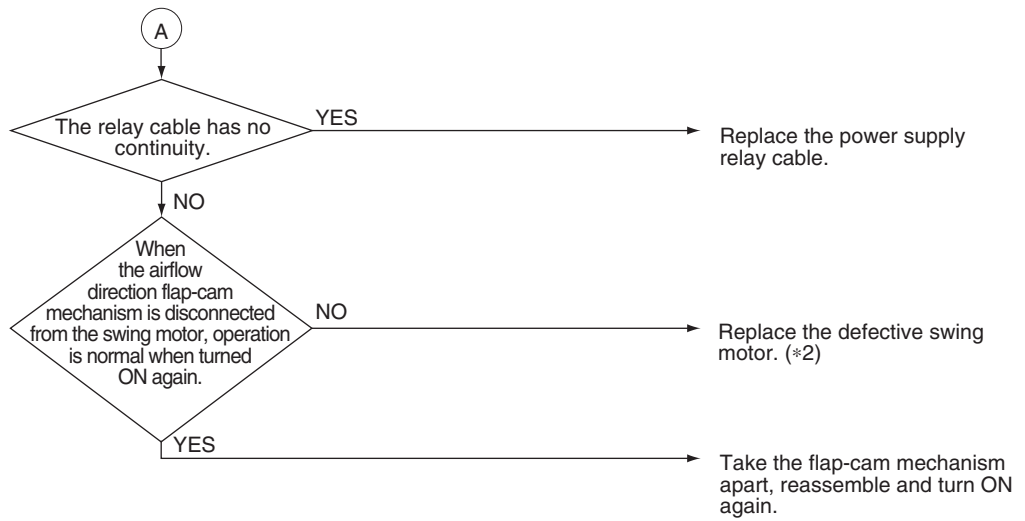 A
The relay cable has no
continuity.
YES
Replace the power supply
relay cable.
NO
When
the airflow
direction flap-cam
mechanism is disconnected
from the swing motor, operation
is normal when turned
ON again.
NO
Replace the defective swing
motor. (*2)
YES
Take the flap-cam mechanism
apart, reassemble and turn ON
again.